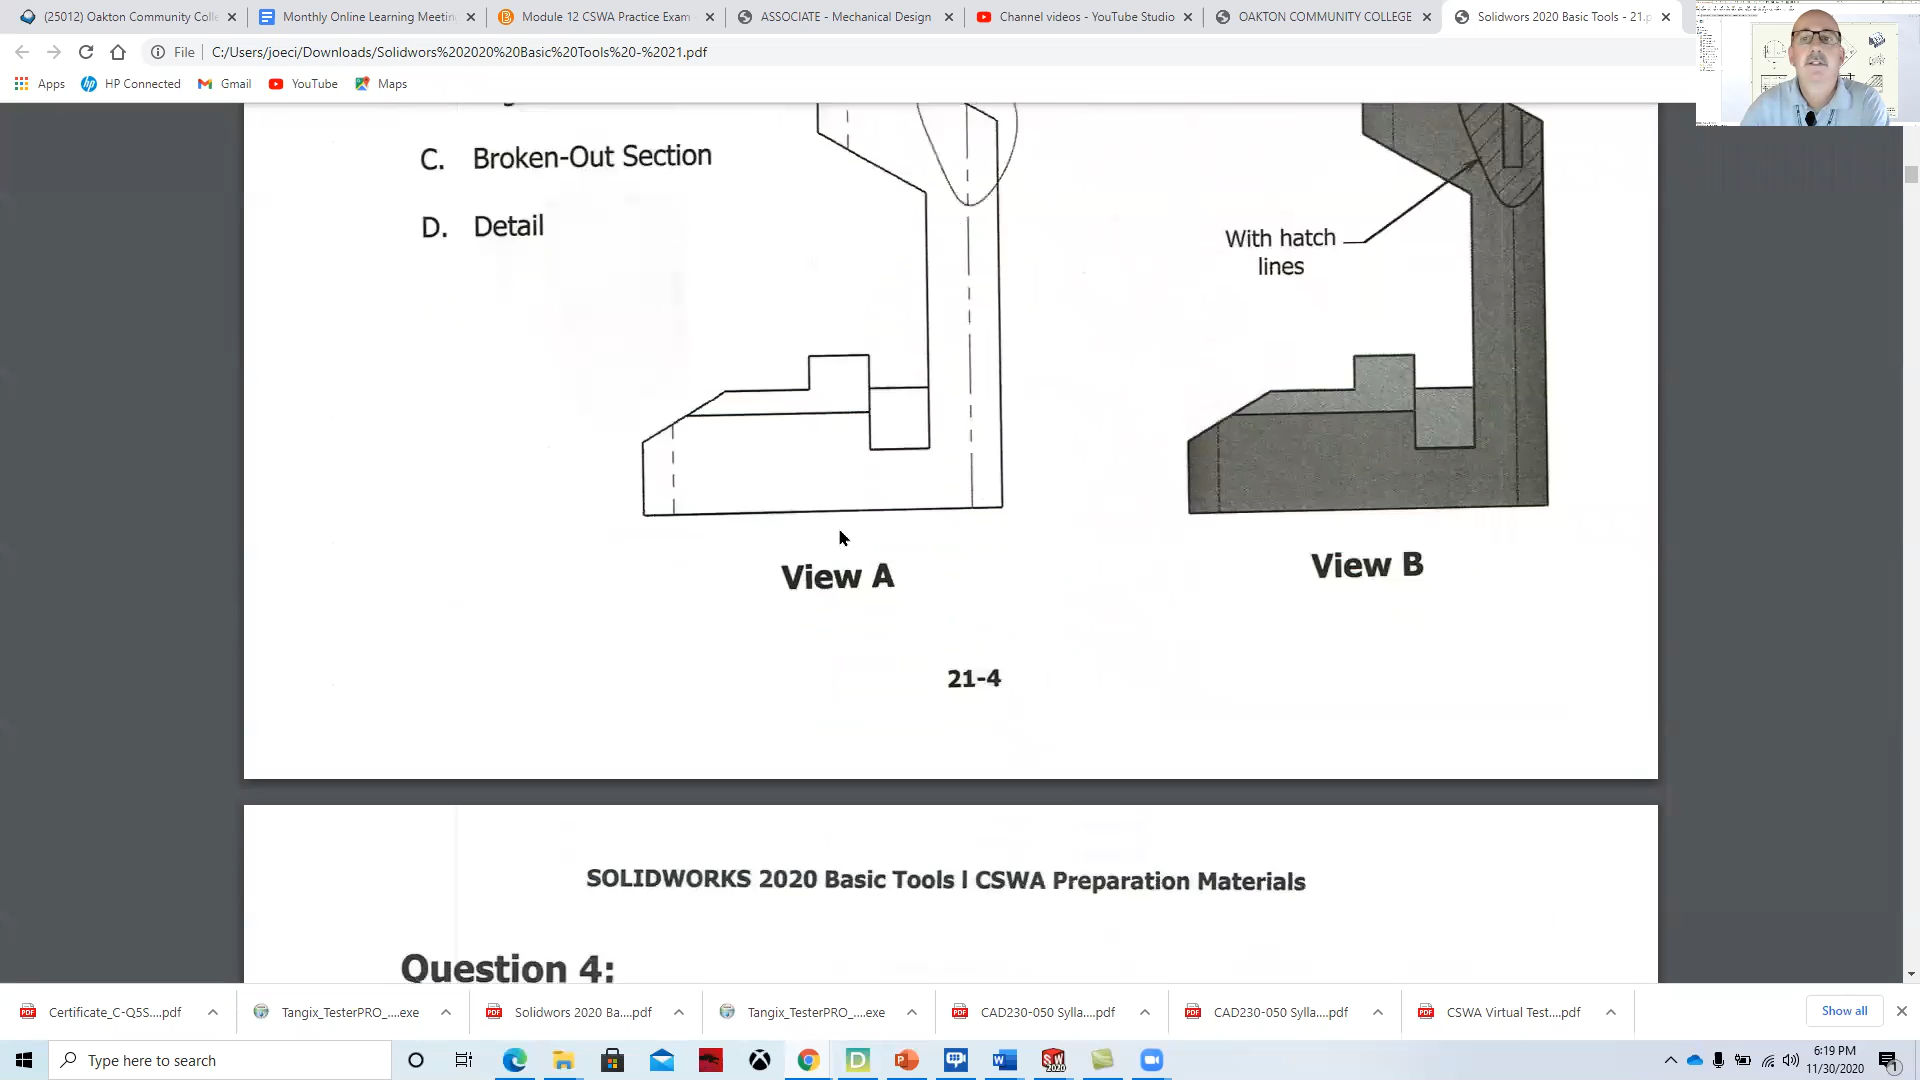 (25012) Oakton Community Coll
Monthly Online Learning Meetin
Module 12 CSWA Practice Exam
ASSOCIATE - Mechanical Design
Channel videos - YouTube Studio
OAKTON COMMUNITY COLLEGE
Solidwors 2020 Basic Tools - 21.p
File
C:/Users/joeci/Downloads/Solidwors%202020%20Basic%20Tools%20-%2021.pdf
Apps
HP Connected
Gmail
YouTube
Maps
C. Broken-Out Section
D. Detail
With hatch
lines
View A
View B
21-4
SOLIDWORKS 2020 Basic Tools l CSWA Preparation Materials
Question 4:
Certificate_C-Q5S....pdf
Tangix_TesterPRO_....exe
Solidwors 2020 Ba....pdf
Tangix_TesterPRO_....exe
CAD230-050 Sylla....pdf
CAD230-050 Sylla....pdf
CSWA Virtual Test....pdf
Show all
Type here to search
6:19 PM
11/30/2020